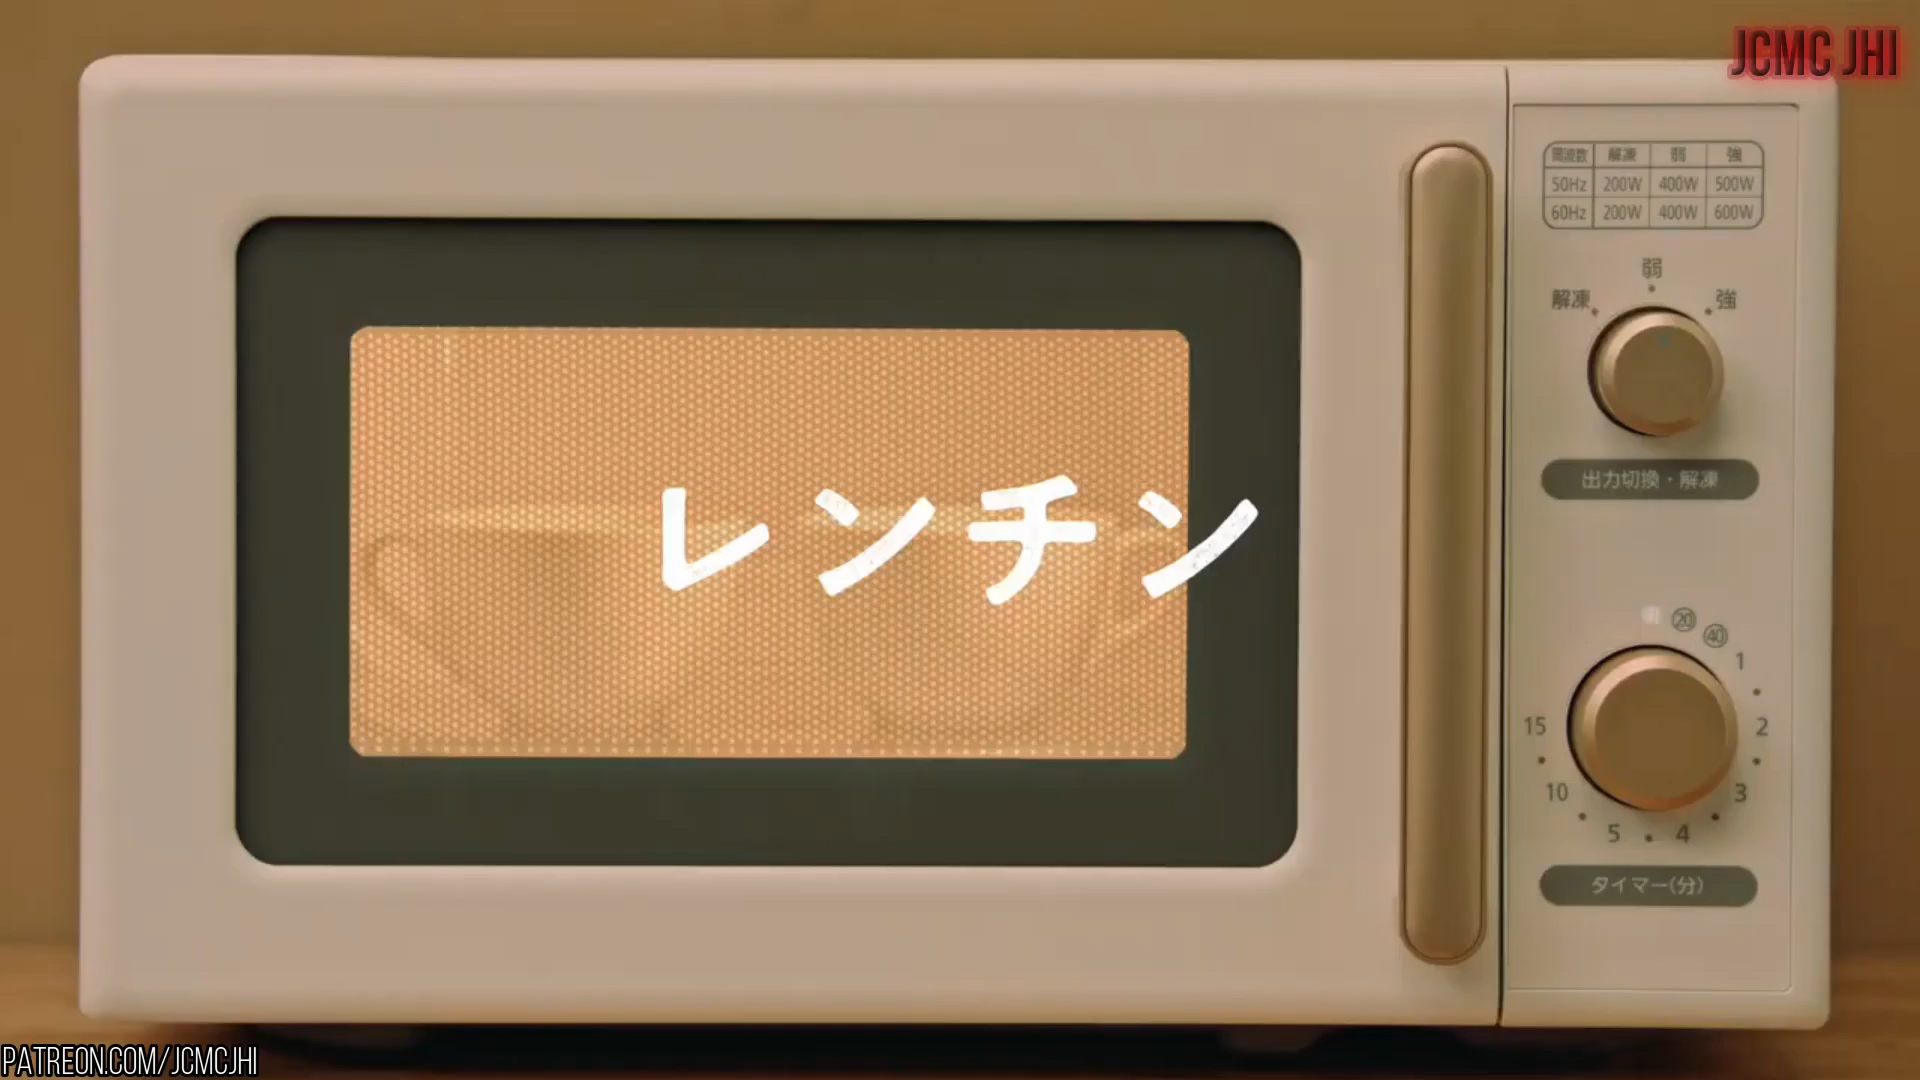 JCMC JHI
周波数 解凍 弱 強
50Hz 200W 400W 500W
60Hz 200W 400W 600W
弱
解凍 強
出力切換・解凍
レンチン
20
40
1
15 2
10 3
5 4
タイマー(分)
PATREON.COM/JCMCJHI